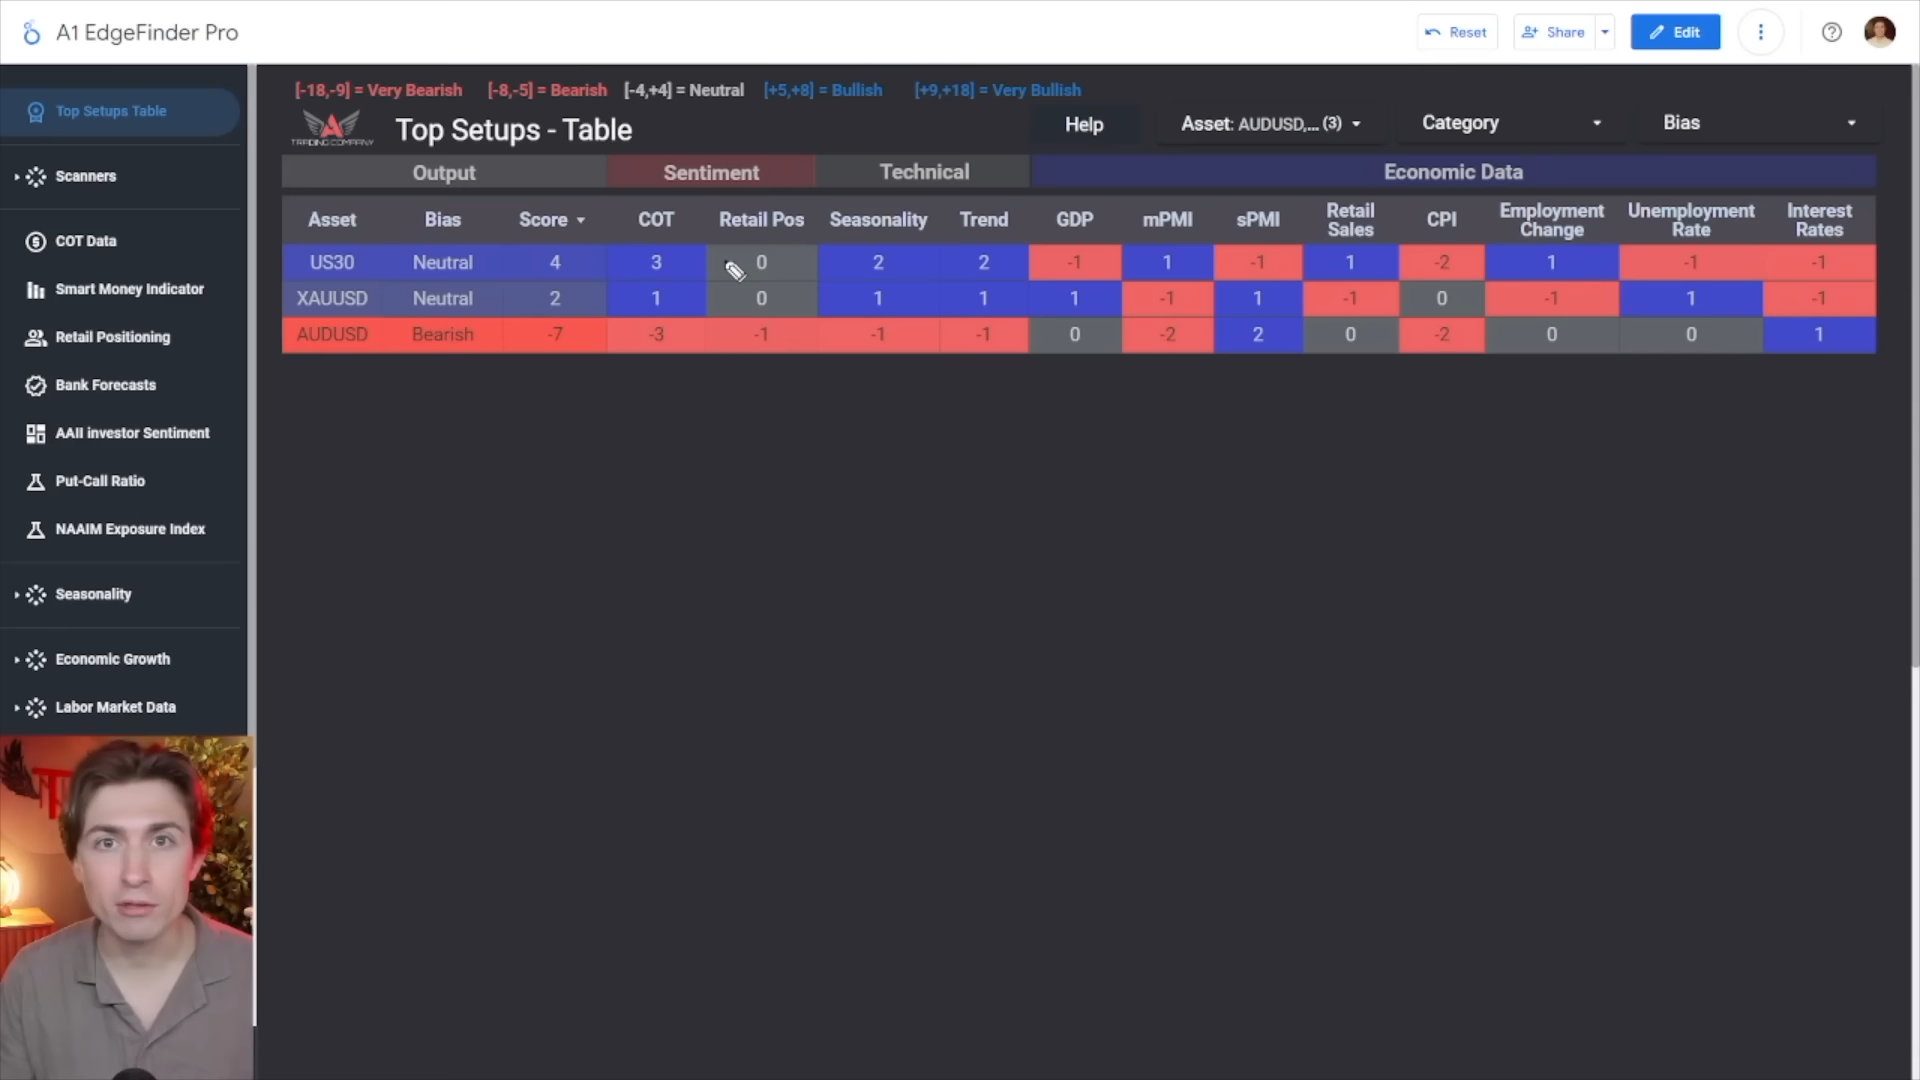 A1 EdgeFinder Pro
Reset
Share
Edit
Top Setups Table
Scanners
COT Data
Smart Money Indicator
Retail Positioning
Bank Forecasts
AAII investor Sentiment
Put-Call Ratio
NAAIM Exposure Index
Seasonality
Economic Growth
Labor Market Data
[-18,-9] = Very Bearish [-8,-5] = Bearish [-4,+4] = Neutral [+5,+8] = Bullish [+9,+18] = Very Bullish
TRADING COMPANY
Top Setups - Table
Help
Asset: AUDUSD,... (3)
Category
Bias
Output Sentiment Technical Economic Data
Asset Bias Score COT Retail Pos Seasonality Trend GDP mPMI sPMI Retail Sales CPI Employment Change Unemployment Rate Interest Rates
US30 Neutral 4 3 0 2 2 -1 1 -1 1 -2 1 -1 -1
XAUUSD Neutral 2 1 0 1 1 1 -1 1 -1 0 -1 1 -1
AUDUSD Bearish -7 -3 -1 -1 -1 0 -2 2 0 -2 0 0 1